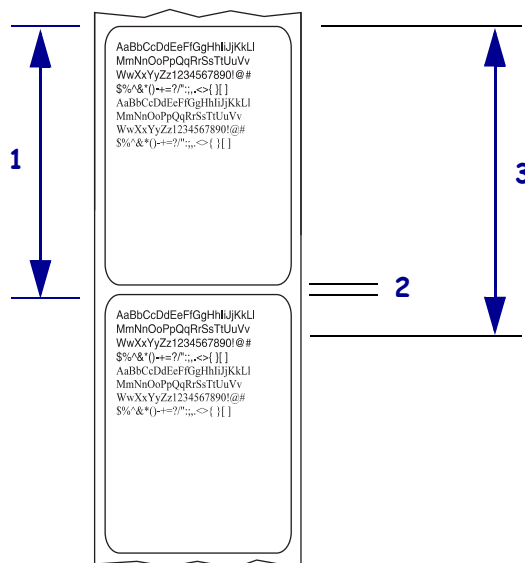 AaBbCcDdEeFfGgHhIiJjKkLl
MmNnOoPpQqRrSsTtUuVv
WwXxYyZz1234567890!@#
$%^&*()-+=?/":;,.<>{ }[ ]
AaBbCcDdEeFfGgHhIiJjKkLl
MmNnOoPpQqRrSsTtUuVv
WwXxYyZz1234567890!@#
$%^&*()-+=?/":;,.<>{ }[ ]
1
3
2
AaBbCcDdEeFfGgHhIiJjKkLl
MmNnOoPpQqRrSsTtUuVv
WwXxYyZz1234567890!@#
$%^&*()-+=?/":;,.<>{ }[ ]
AaBbCcDdEeFfGgHhIiJjKkLl
MmNnOoPpQqRrSsTtUuVv
WwXxYyZz1234567890!@#
$%^&*()-+=?/":;,.<>{ }[ ]